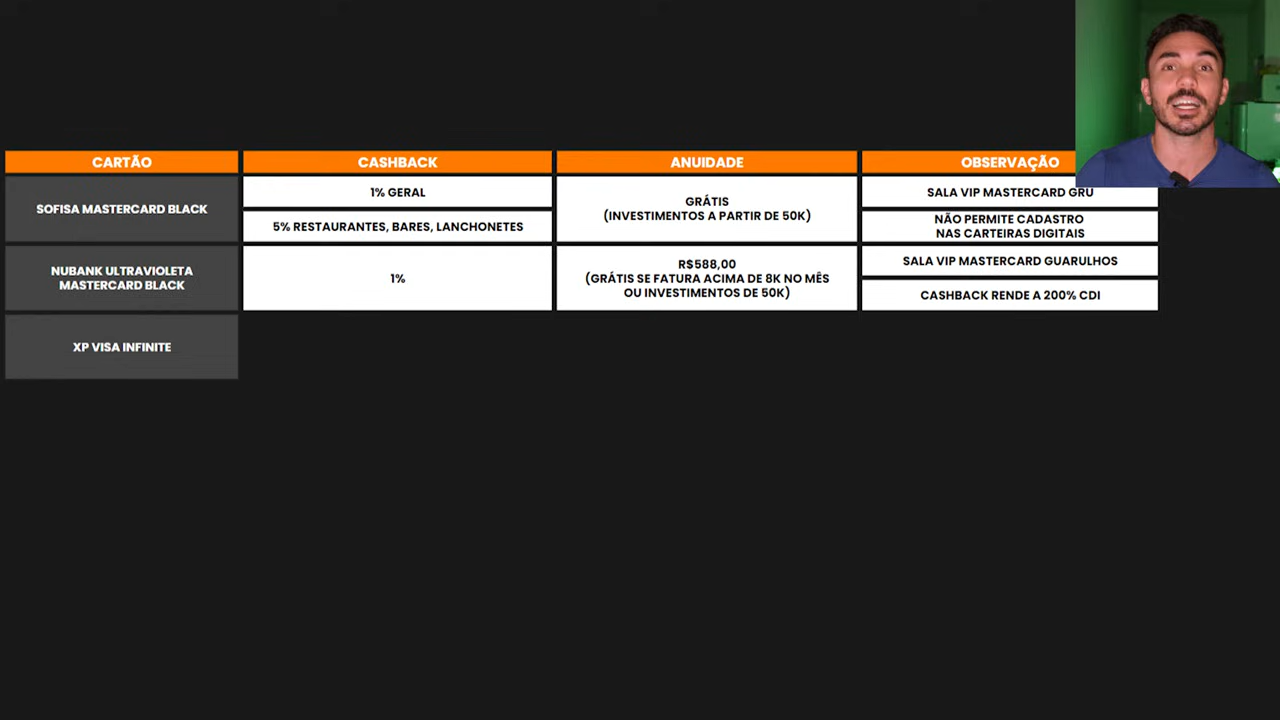 CARTÃO
CASHBACK
ANUIDADE
OBSERVAÇÃO
SOFISA MASTERCARD BLACK
1% GERAL
5% RESTAURANTES, BARES, LANCHONETES
GRÁTIS
(INVESTIMENTOS A PARTIR DE 50K)
SALA VIP MASTERCARD GRU
NÃO PERMITE CADASTRO
NAS CARTEIRAS DIGITAIS
NUBANK ULTRAVIOLETA
MASTERCARD BLACK
1%
R$588,00
(GRÁTIS SE FATURA ACIMA DE 8K NO MÊS
OU INVESTIMENTOS DE 50K)
SALA VIP MASTERCARD GUARULHOS
CASHBACK RENDE A 200% CDI
XP VISA INFINITE